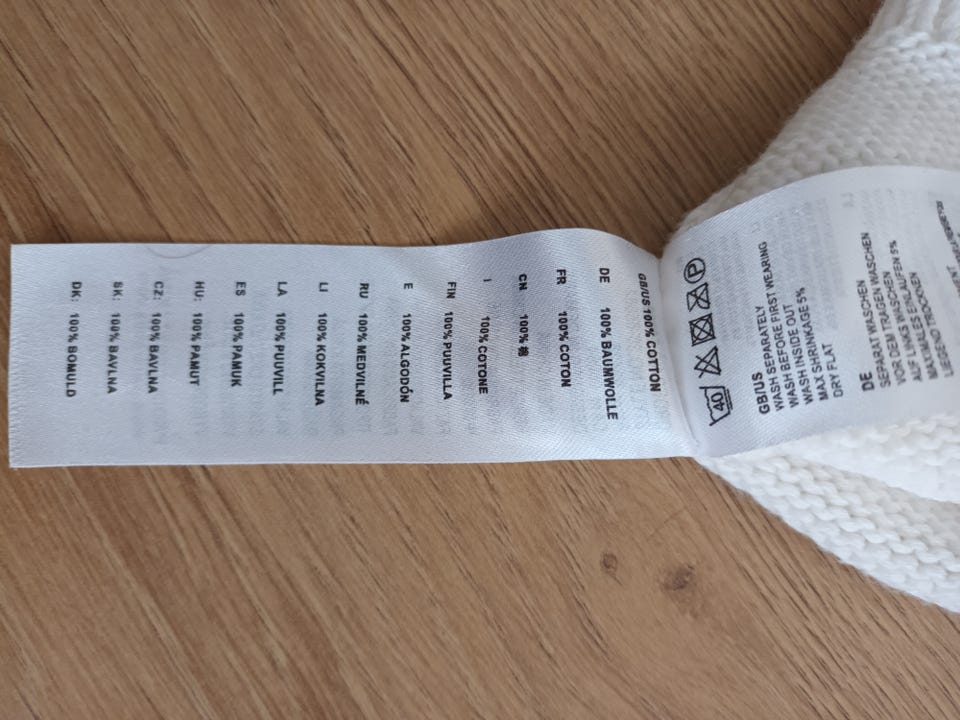 GB/US 100% COTTON
DE 100% BAUMWOLLE
FR 100% COTON
CN 100% 棉
I 100% COTONE
FIN 100% PUUVILLA
E 100% ALGODÓN
RU 100% MEDVILNÉ
LI 100% KOKVILNA
LA 100% PUUVILL
ES 100% PAMUK
HU: 100% PAMUT
CZ: 100% BAVLNA
SK: 100% BAVLNA
DK: 100% BOMULD
40 P
GB/US
WASH SEPARATELY
WASH BEFORE FIRST WEARING
WASH INSIDE OUT
MAX SHRINKAGE 5%
DRY FLAT
DE
SEPARAT WASCHEN
VOR DEM TRAGEN WASCHEN
AUF LINKS WASCHEN
MAXIMALES EINLAUFEN 5%
LIEGEND TROCKNEN